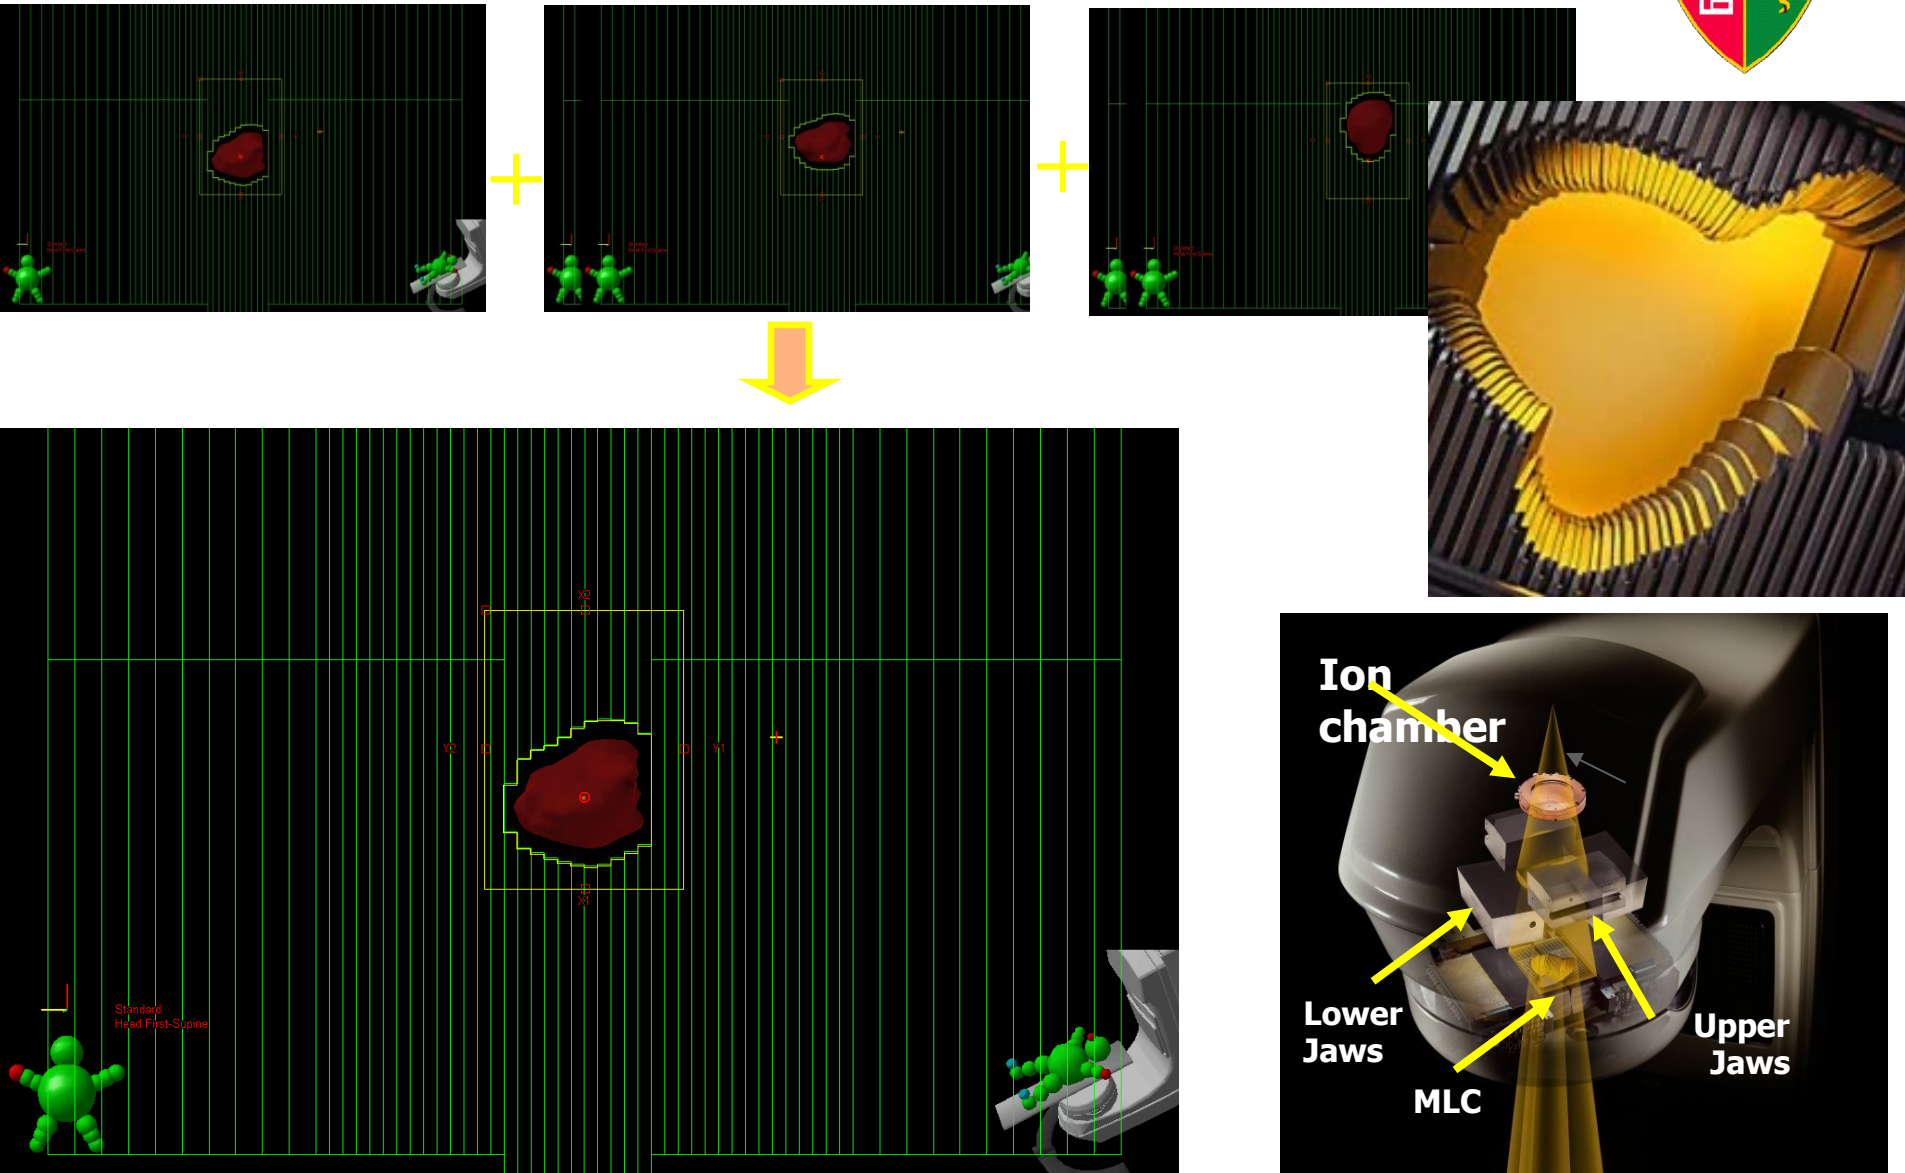 X2
Y2
Y1
X1
Standard
Head First-Supine
Ion
chamber
Lower
Jaws
Upper
Jaws
MLC